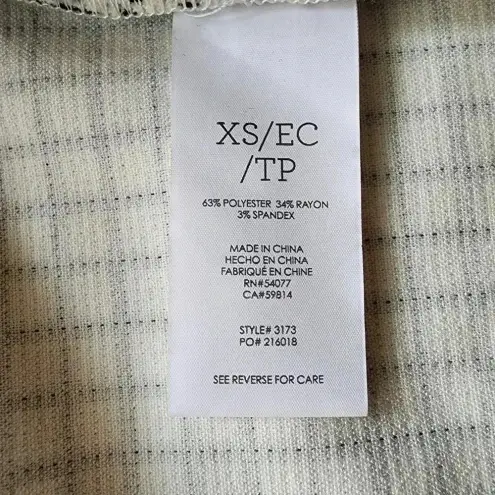 XS/EC
/TP
63% POLYESTER 34% RAYON
3% SPANDEX
MADE IN CHINA
HECHO EN CHINA
FABRIQUÉ EN CHINE
RN#54077
CA#59814
STYLE# 3173
PO# 216018
SEE REVERSE FOR CARE